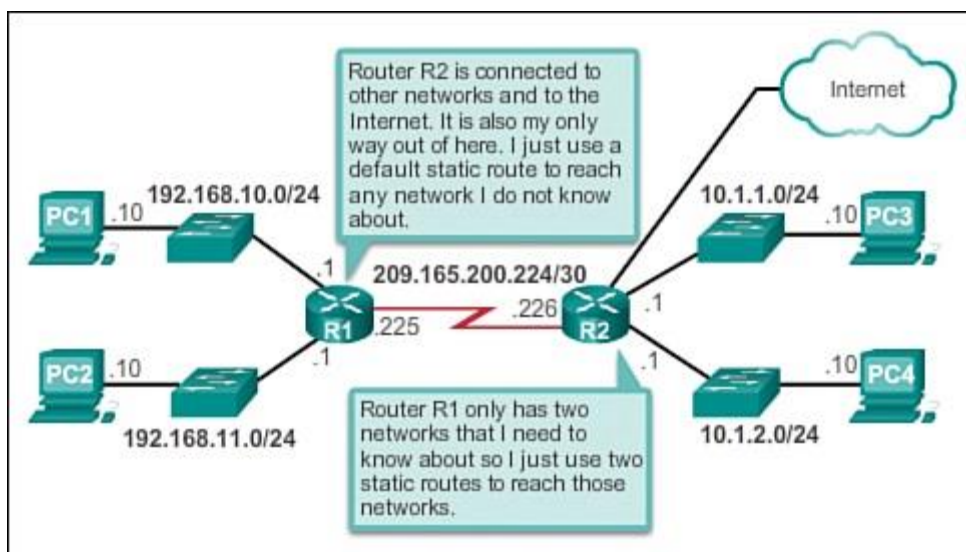 Router R2 is connected to
other networks and to the
Internet. It is also my only
way out of here. I just use a
default static route to reach
any network I do not know
about.
Internet
192.168.10.0/24
10.1.1.0/24
PC1
.10
.10
PC3
.1
209.165.200.224/30
.1
R1
.225
.226
R2
PC2
.10
.1
.1
.10
PC4
192.168.11.0/24
10.1.2.0/24
Router R1 only has two
networks that I need to
know about so I just use two
static routes to reach those
networks.